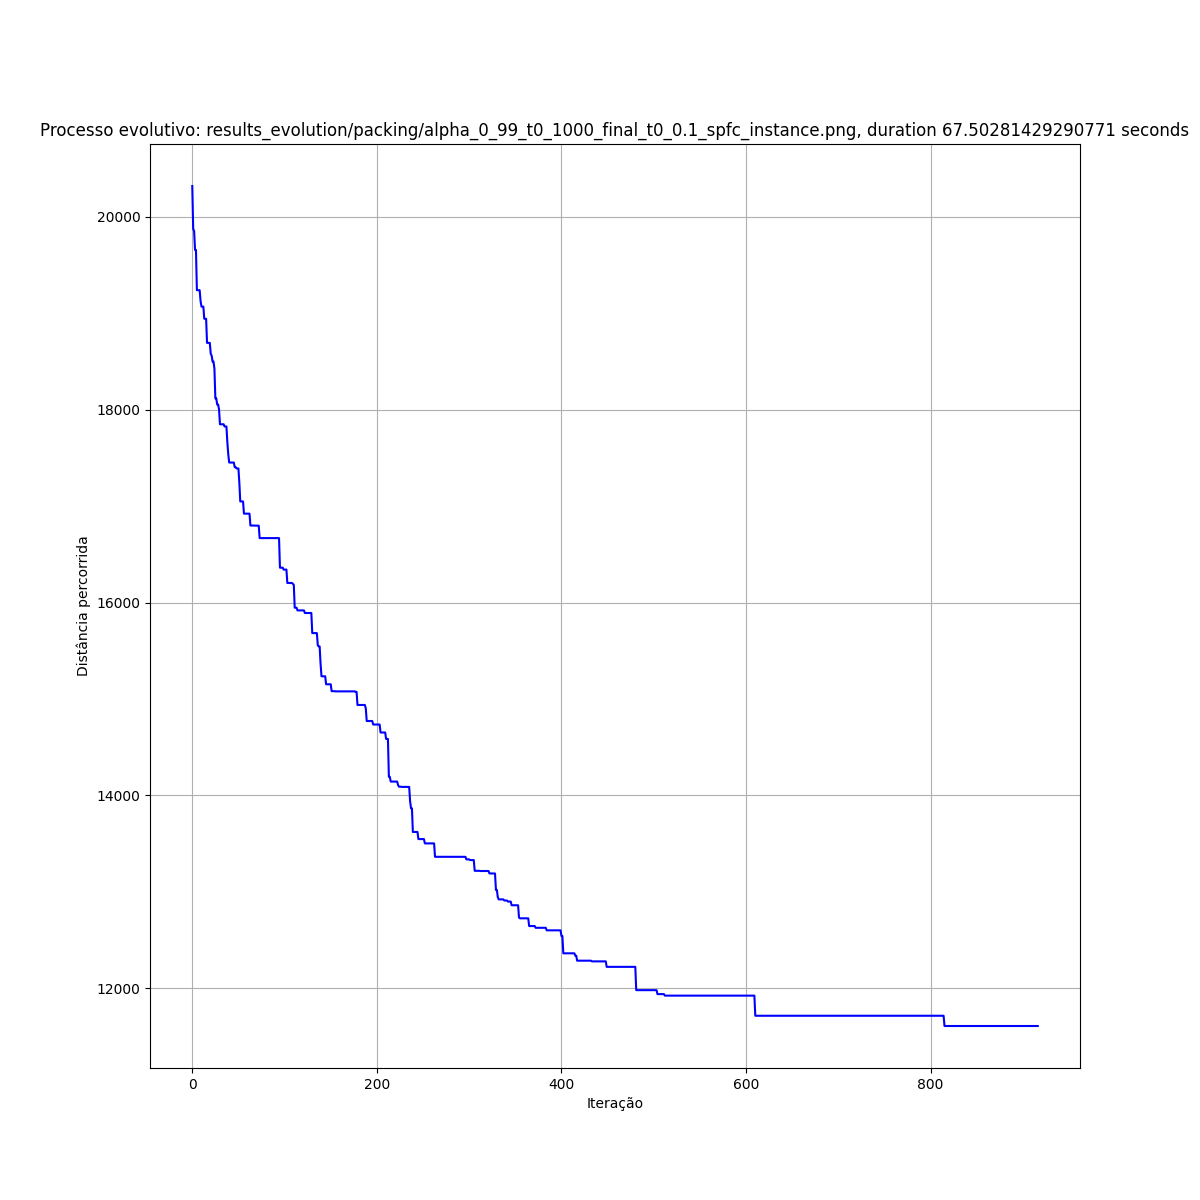 Processo evolutivo: results_evolution/packing/alpha_0_99_t0_1000_final_t0_0.1_spfc_instance.png, duration 67.50281429290771 seconds
20000
18000
16000
14000
12000
Distância percorrida
0 200 400 600 800
Iteração